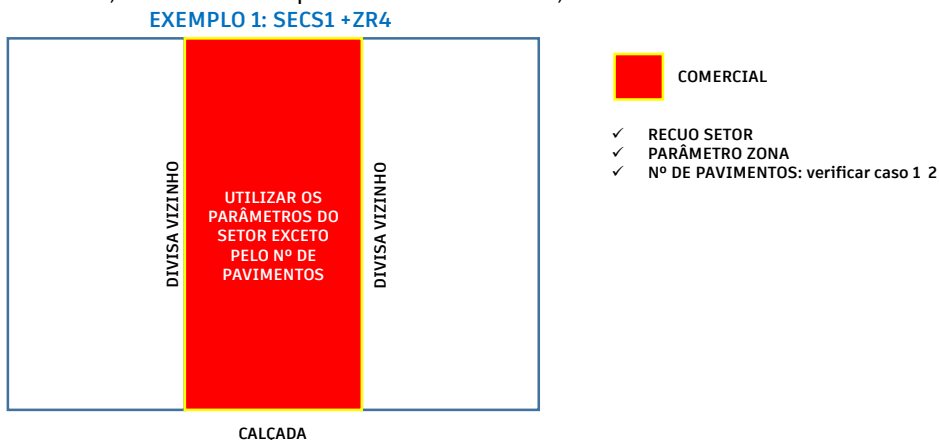 EXEMPLO 1: SECS1 +ZR4
DIVISA VIZINHO
UTILIZAR OS
PARÂMETROS DO
SETOR EXCETO
PELO Nº DE
PAVIMENTOS
DIVISA VIZINHO
CALÇADA
COMERCIAL
✓ RECUO SETOR
✓ PARÂMETRO ZONA
✓ Nº DE PAVIMENTOS: verificar caso 1 2